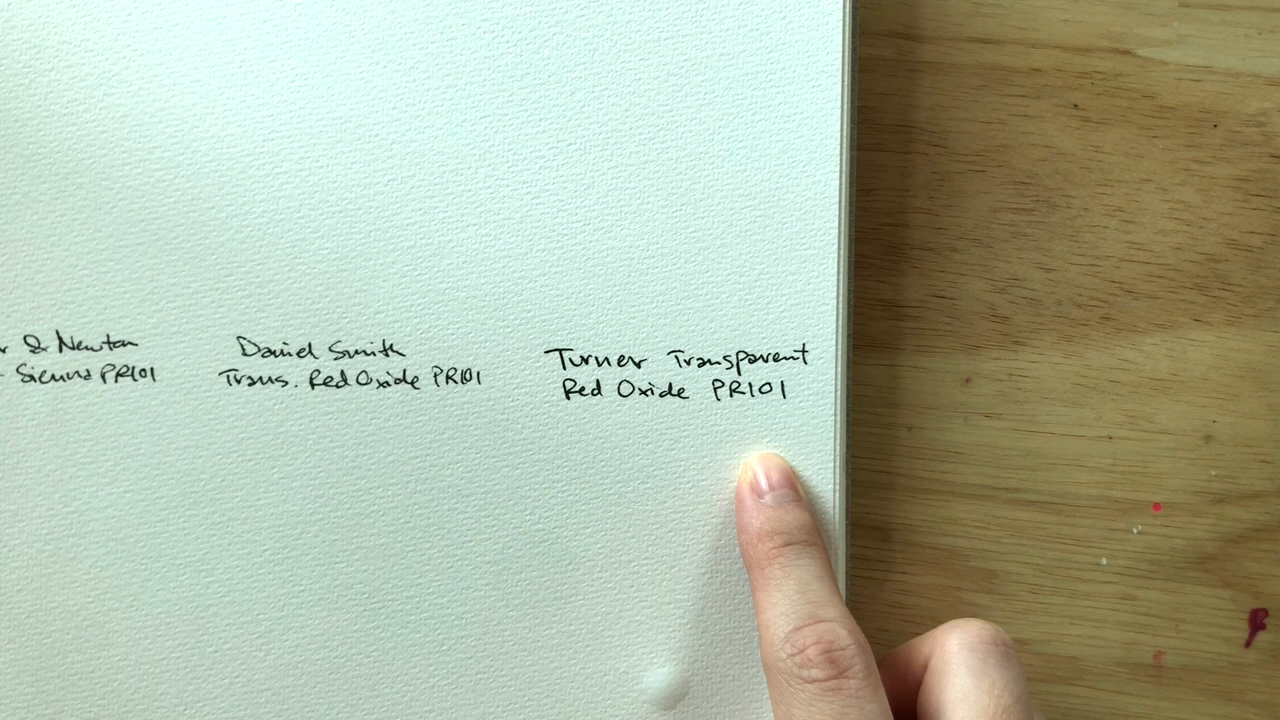 & Newton
Sienna PR101
Daniel Smith
Trans. Red Oxide PR101
Turner Transparent
Red Oxide PR101